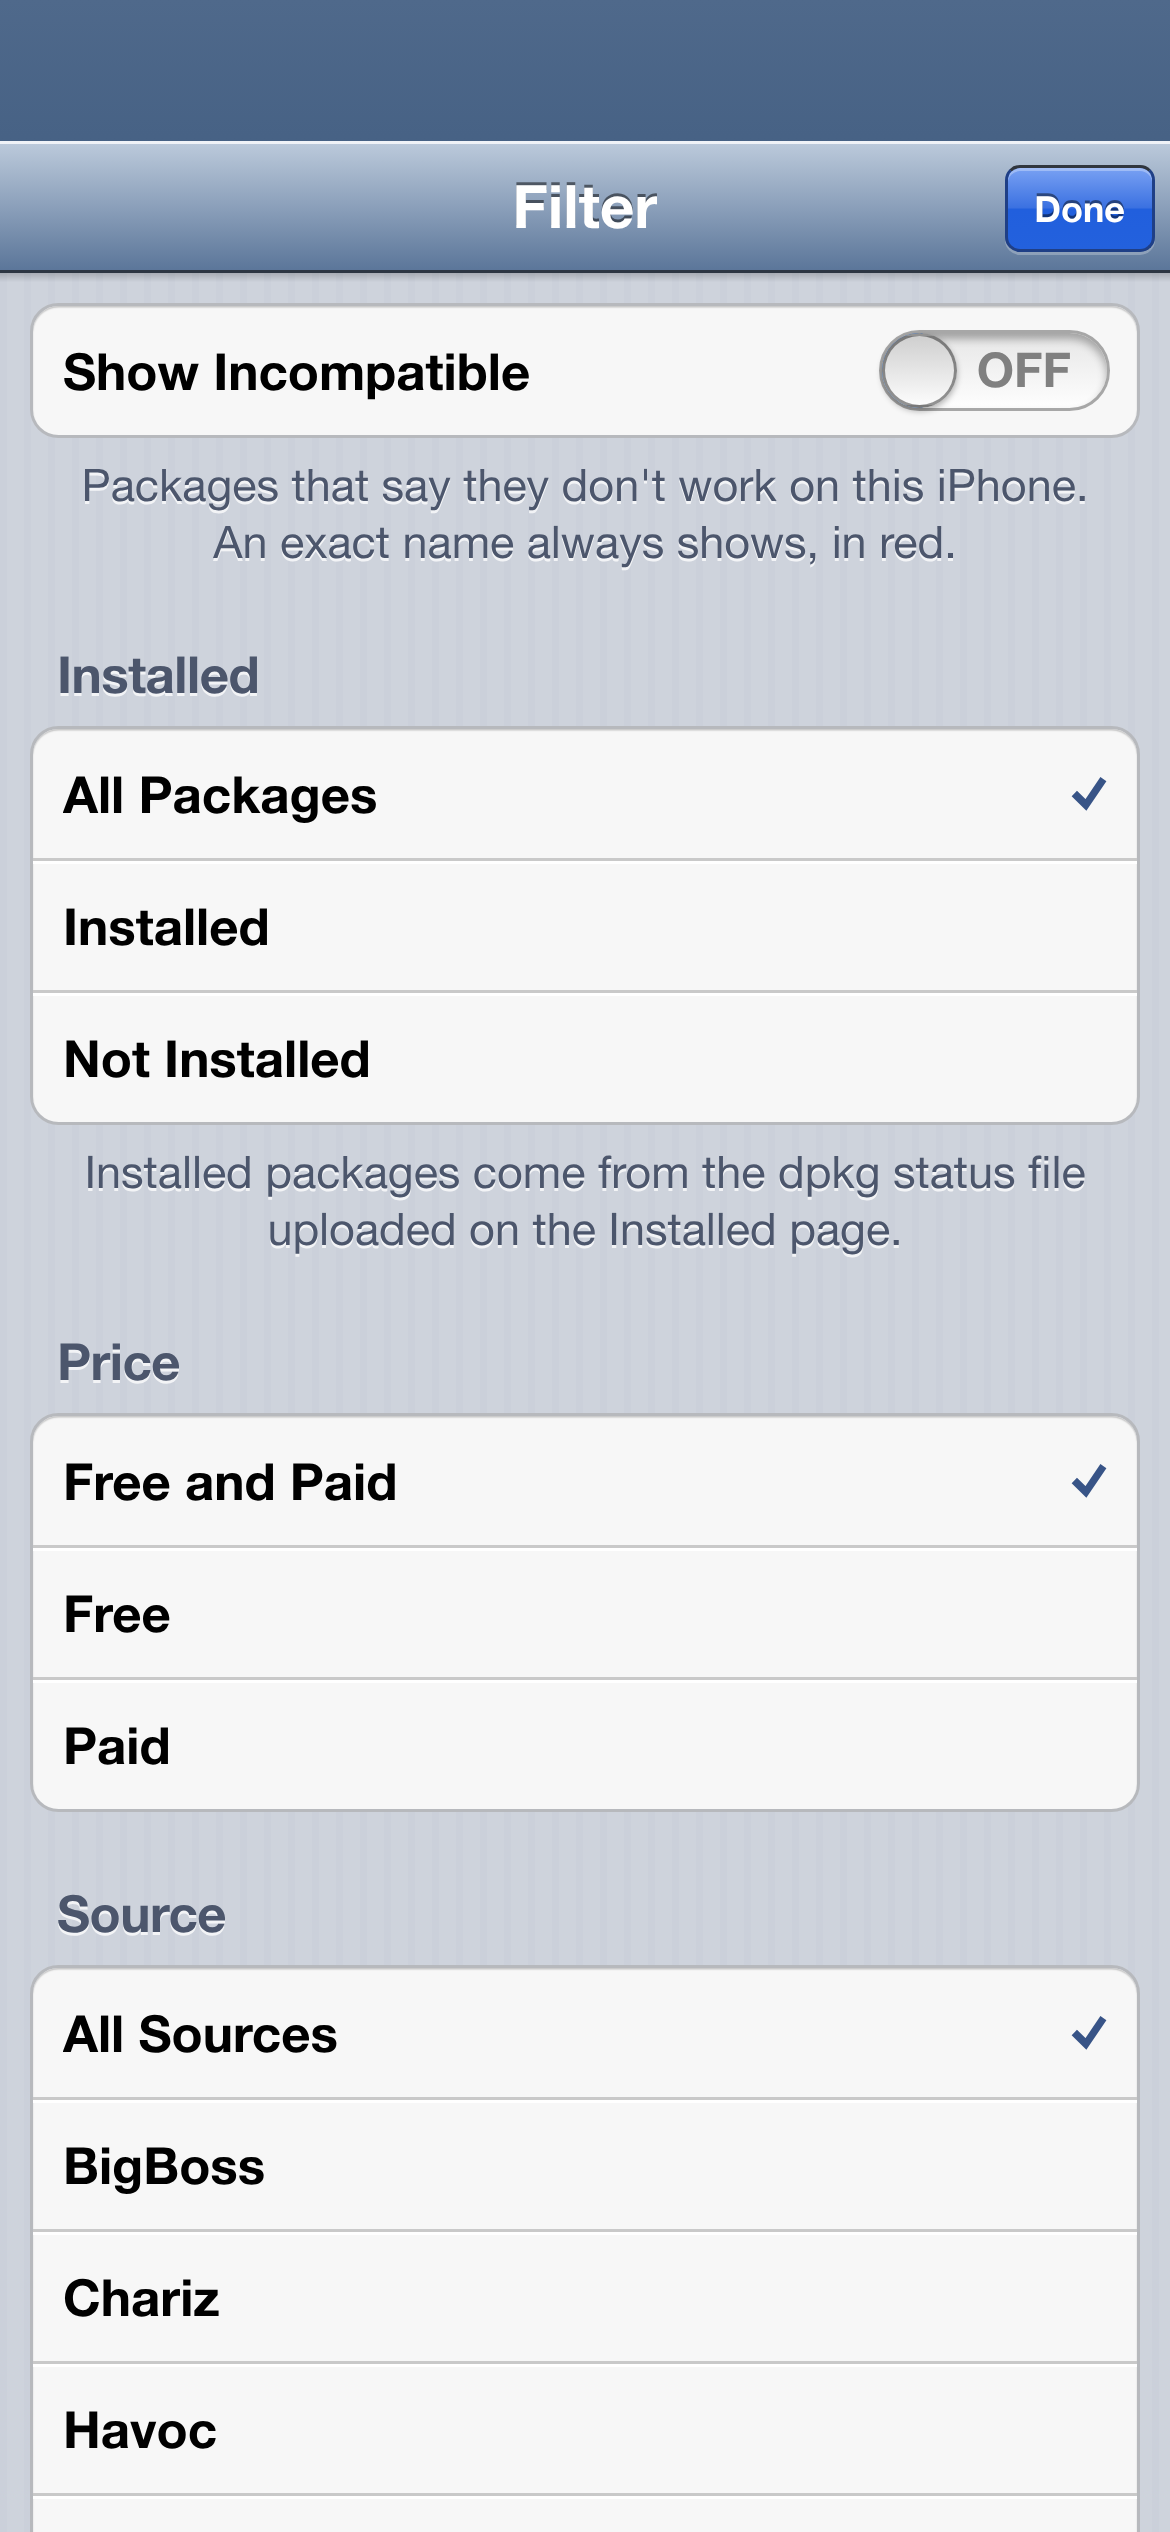 Filter
Done
Show Incompatible
OFF
Packages that say they don't work on this iPhone.
An exact name always shows, in red.
Installed
All Packages
Installed
Not Installed
Installed packages come from the dpkg status file
uploaded on the Installed page.
Price
Free and Paid
Free
Paid
Source
All Sources
BigBoss
Chariz
Havoc